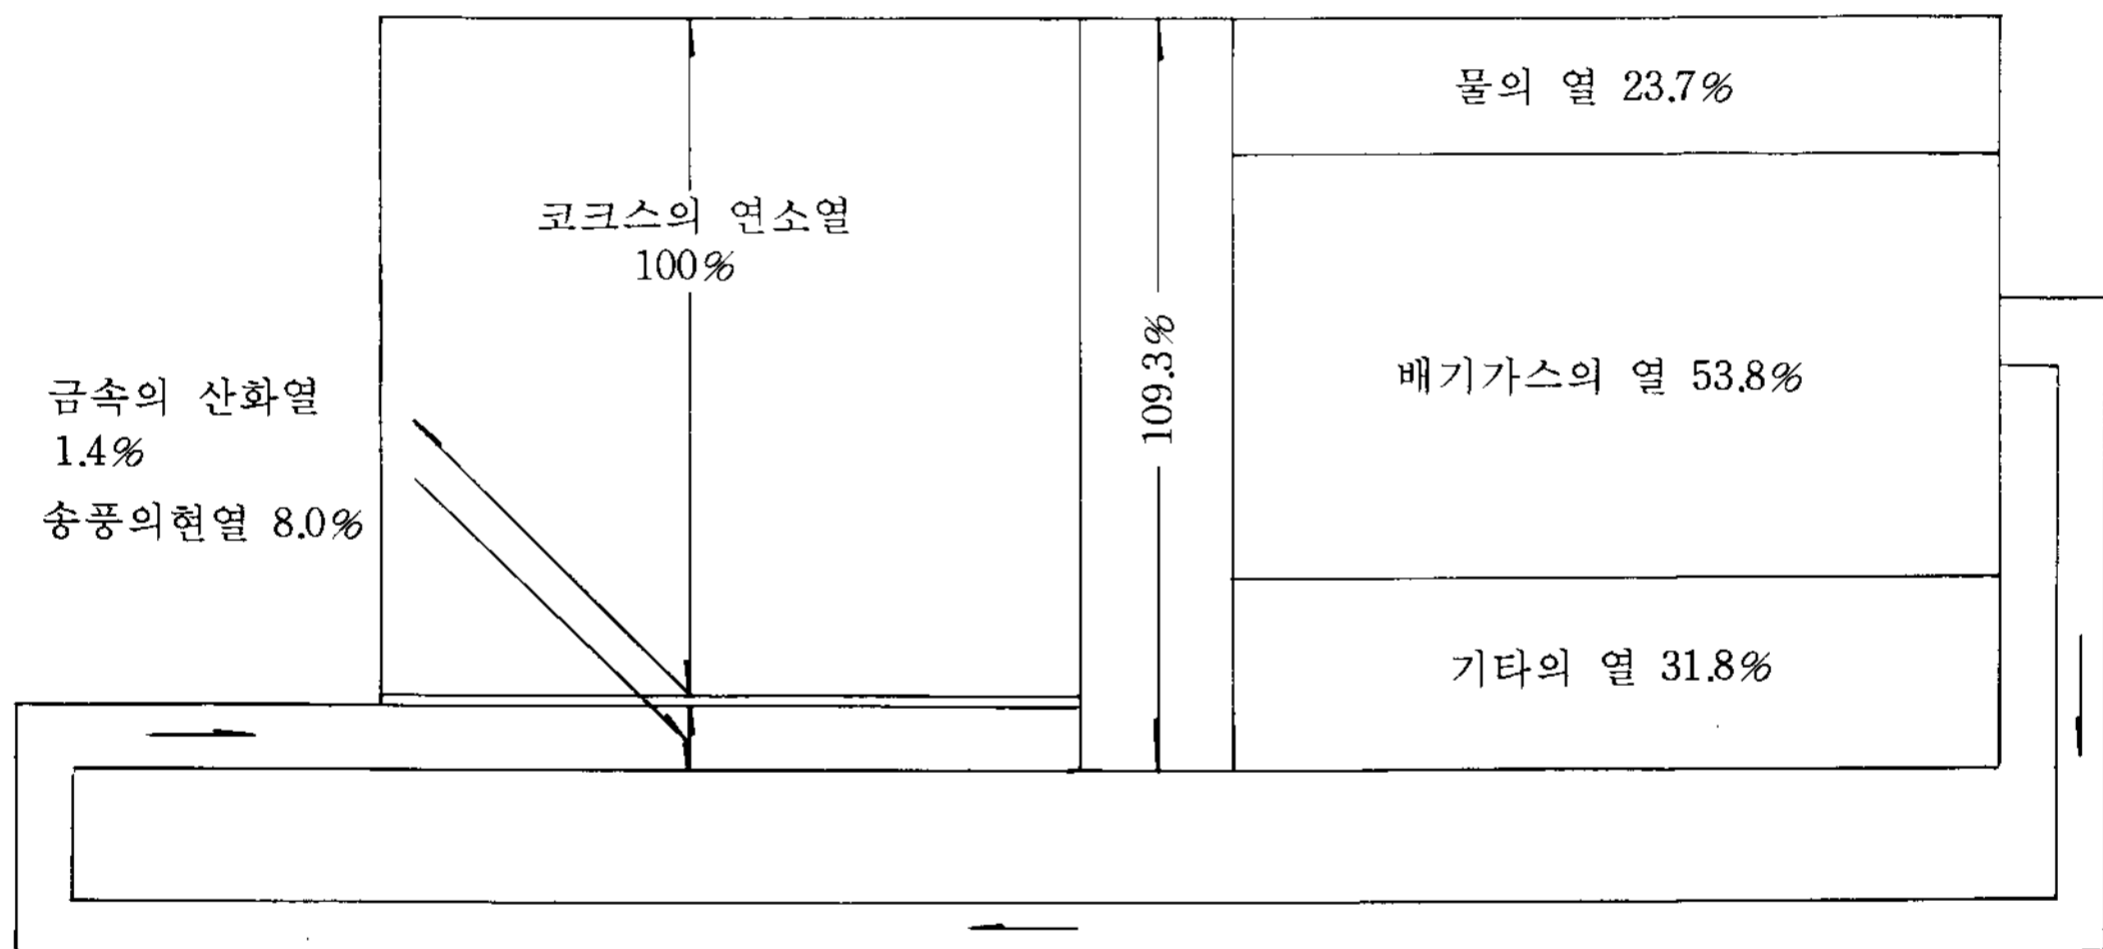 물의 열 23.7%
코크스의 연소열
100%
109.3%
배기가스의 열 53.8%
금속의 산화열
1.4%
송풍의현열 8.0%
기타의 열 31.8%